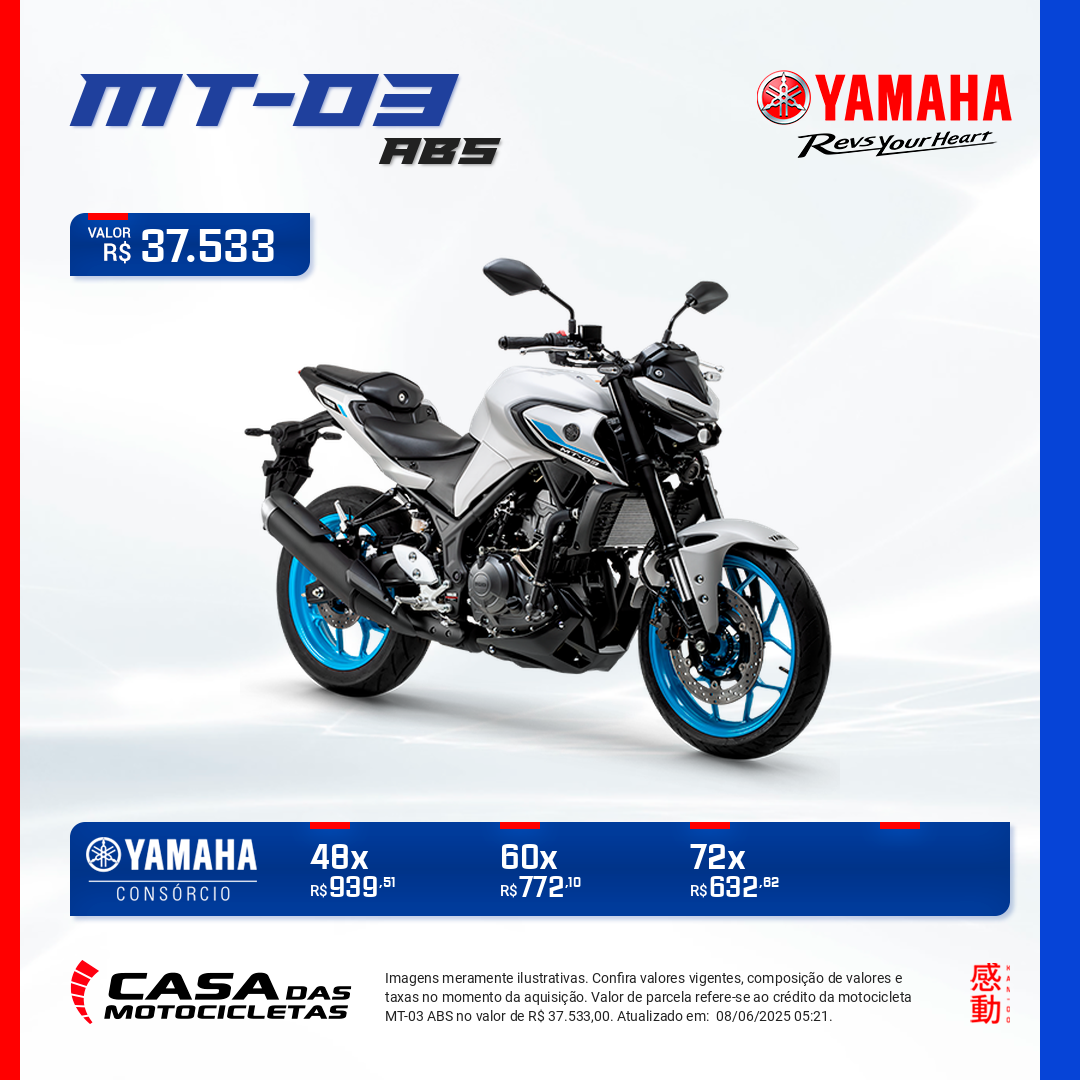 MT-03
ABS
YAMAHA
Revs Your Heart
VALOR
R$ 37.533
MT-03
YAMAHA
CONSÓRCIO
48x
R$939,51
60x
R$772,10
72x
R$632,62
CASA DAS
MOTOCICLETAS
Imagens meramente ilustrativas. Confira valores vigentes, composição de valores e
taxas no momento da aquisição. Valor de parcela refere-se ao crédito da motocicleta
MT-03 ABS no valor de R$ 37.533,00. Atualizado em: 08/06/2025 05:21.
感動